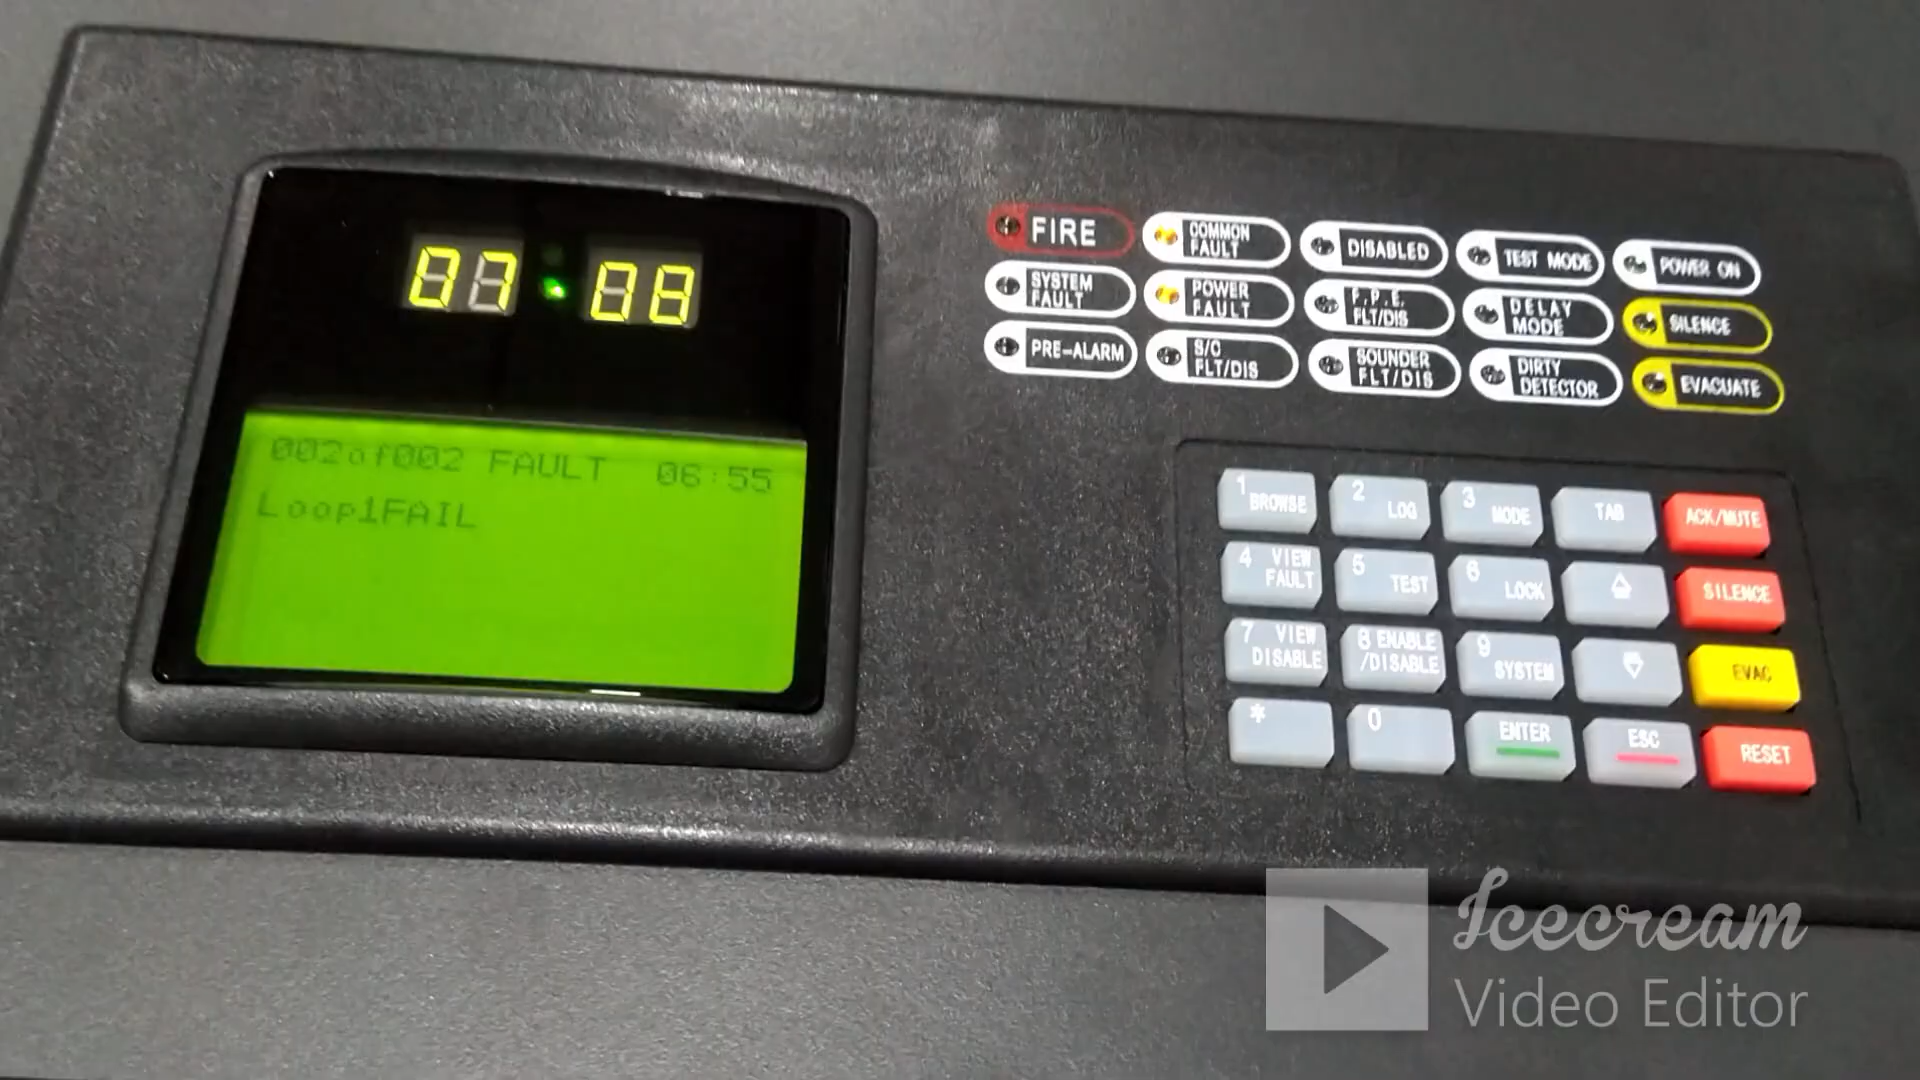 07:08
002of002 FAULT 06:55
Loop1FAIL
FIRE
COMMON
FAULT
DISABLED
TEST MODE
POWER ON
SYSTEM
FAULT
POWER
FAULT
F.P.E.
FLT/DIS
DELAY
MODE
SILENCE
PRE-ALARM
S/C
FLT/DIS
SOUNDER
FLT/DIS
DIRTY
DETECTOR
EVACUATE
1 BROWSE
2 LOG
3 MODE
TAB
ACK/MUTE
4 VIEW
FAULT
5 TEST
6 LOCK
SILENCE
7 VIEW
DISABLE
8 ENABLE
/DISABLE
9 SYSTEM
EVAC
*
0
ENTER
ESC
RESET
Icecream
Video Editor